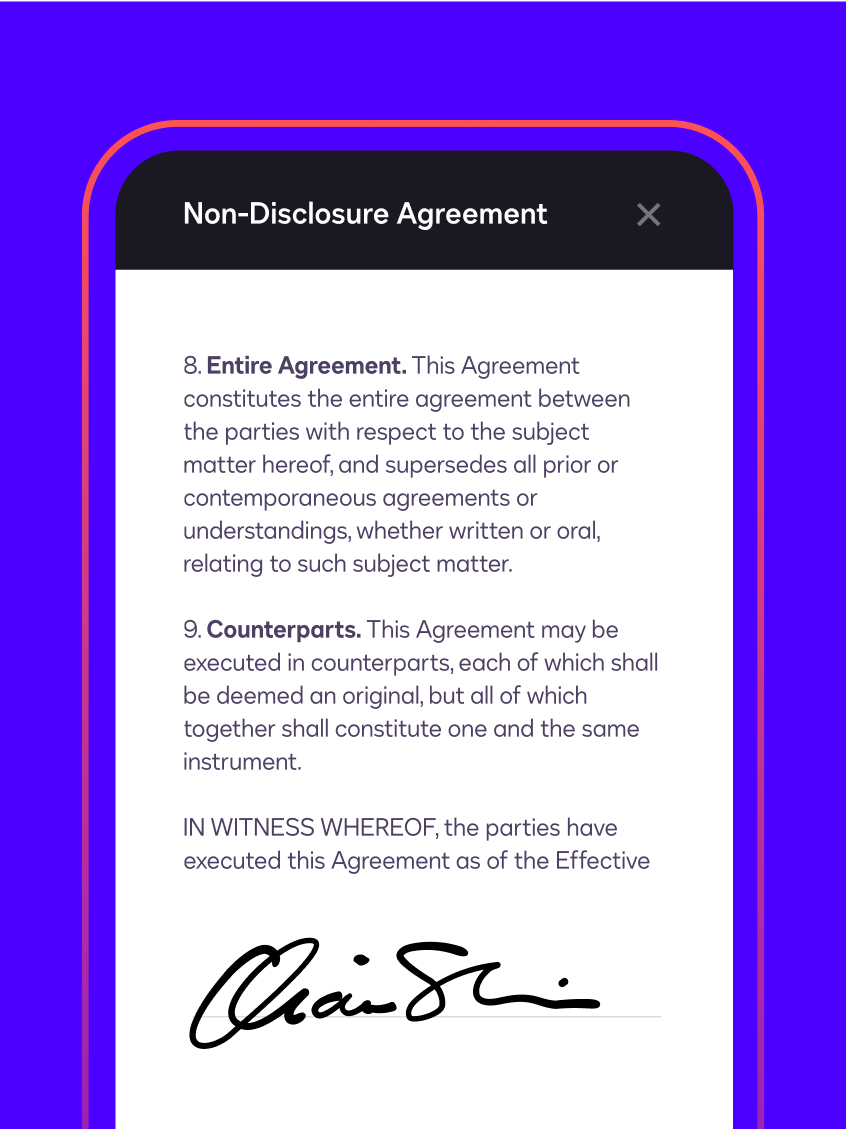 Non-Disclosure Agreement
8. Entire Agreement. This Agreement
constitutes the entire agreement between
the parties with respect to the subject
matter hereof, and supersedes all prior or
contemporaneous agreements or
understandings, whether written or oral,
relating to such subject matter.
9. Counterparts. This Agreement may be
executed in counterparts, each of which shall
be deemed an original, but all of which
together shall constitute one and the same
instrument.
IN WITNESS WHEREOF, the parties have
executed this Agreement as of the Effective